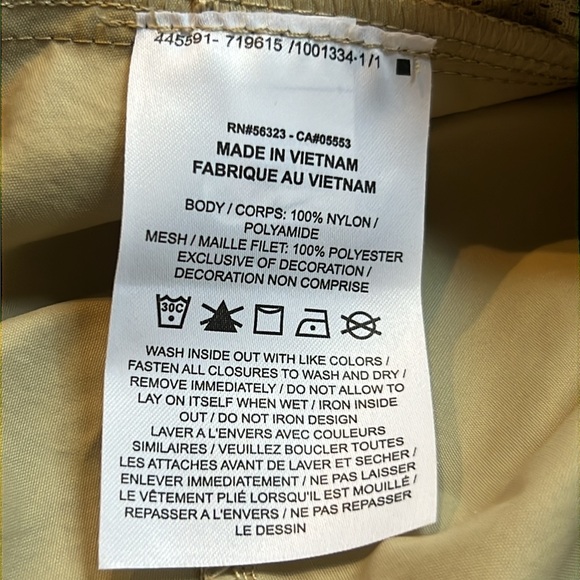 445591- 719615 /1001334·1/1
RN#56323 - CA#05553
MADE IN VIETNAM
FABRIQUE AU VIETNAM
BODY / CORPS: 100% NYLON /
POLYAMIDE
MESH / MAILLE FILET: 100% POLYESTER
EXCLUSIVE OF DECORATION /
DECORATION NON COMPRISE
30C
WASH INSIDE OUT WITH LIKE COLORS /
FASTEN ALL CLOSURES TO WASH AND DRY /
REMOVE IMMEDIATELY / DO NOT ALLOW TO
LAY ON ITSELF WHEN WET / IRON INSIDE
OUT / DO NOT IRON DESIGN
LAVER A L'ENVERS AVEC COULEURS
SIMILAIRES / VEUILLEZ BOUCLER TOUTES
LES ATTACHES AVANT DE LAVER ET SECHER /
ENLEVER IMMEDIATEMENT / NE PAS LAISSER
LE VÊTEMENT PLIÉ LORSQU'IL EST MOUILLÉ /
REPASSER A L'ENVERS / NE PAS REPASSER
LE DESSIN